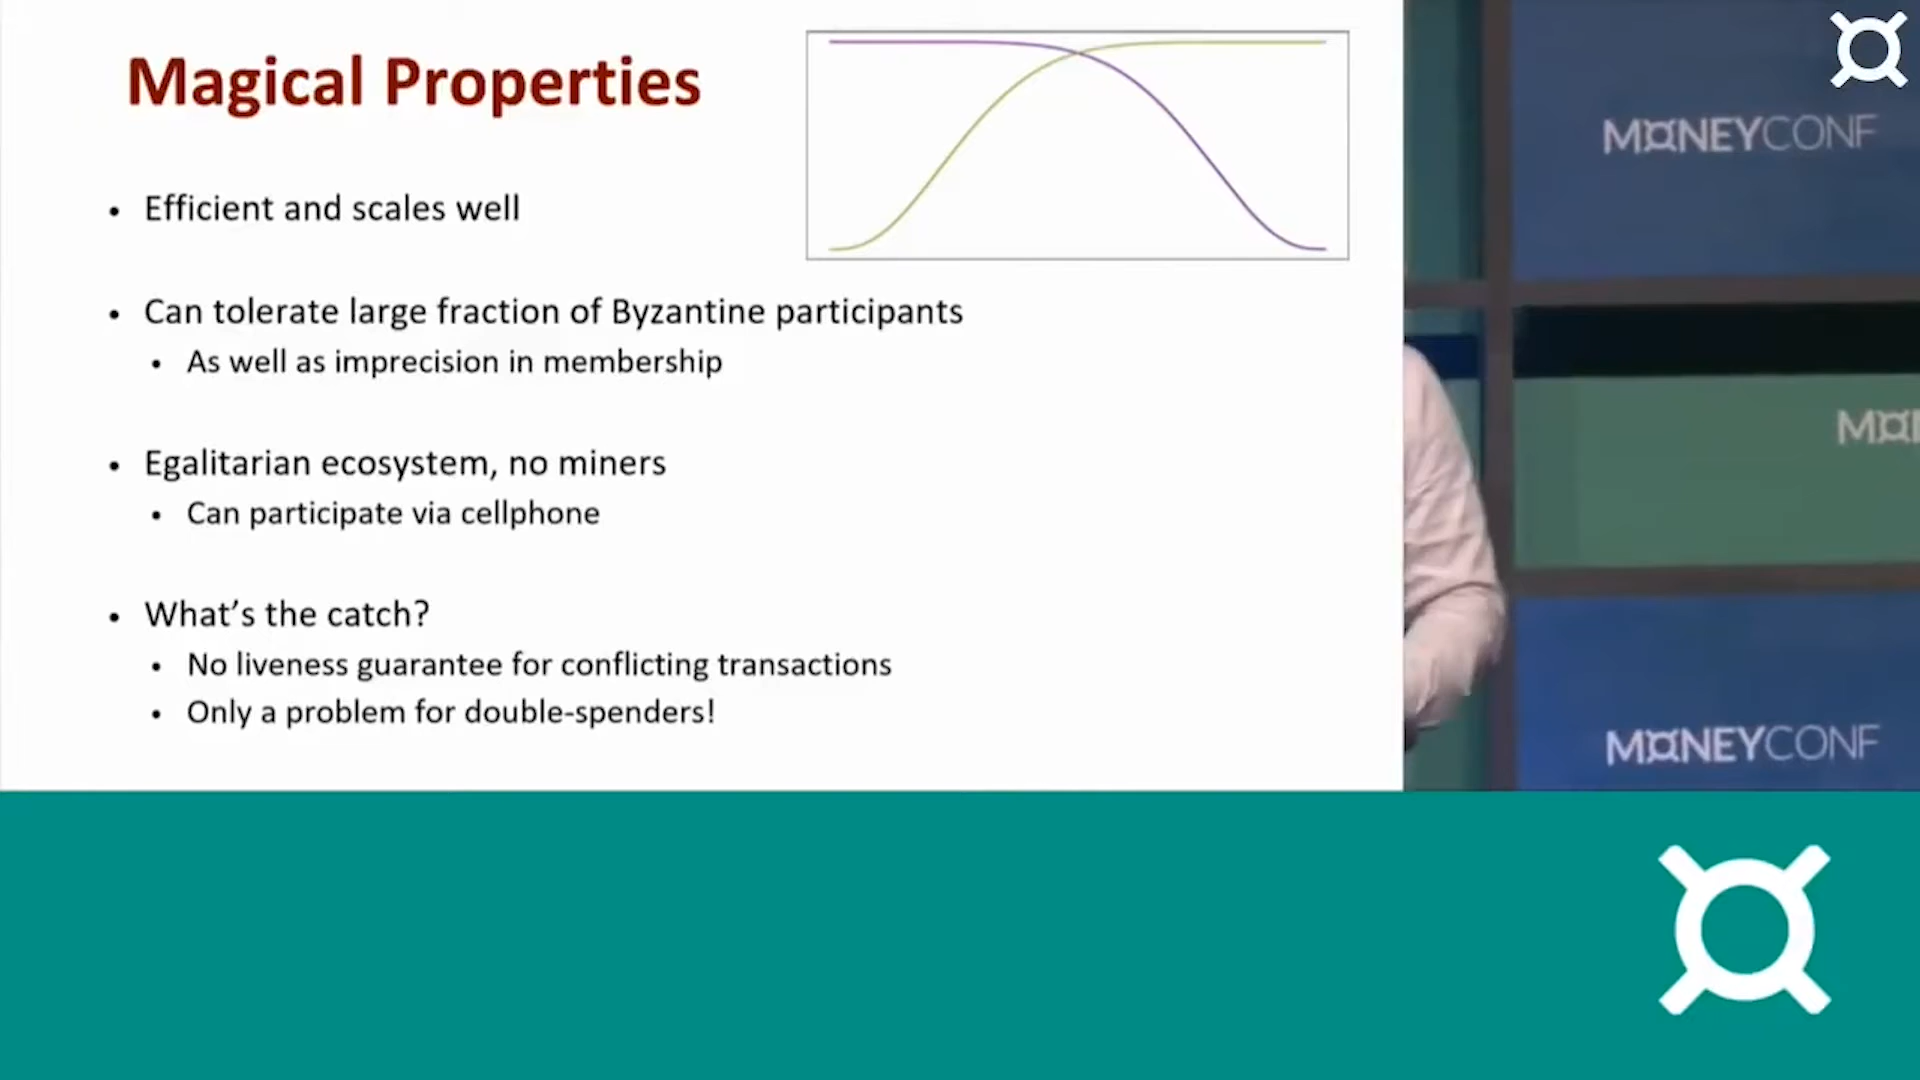 Magical Properties
• Efficient and scales well
• Can tolerate large fraction of Byzantine participants
• As well as imprecision in membership
• Egalitarian ecosystem, no miners
• Can participate via cellphone
• What’s the catch?
• No liveness guarantee for conflicting transactions
• Only a problem for double-spenders!
M¤NEYCONF
M¤
M¤NEYCONF